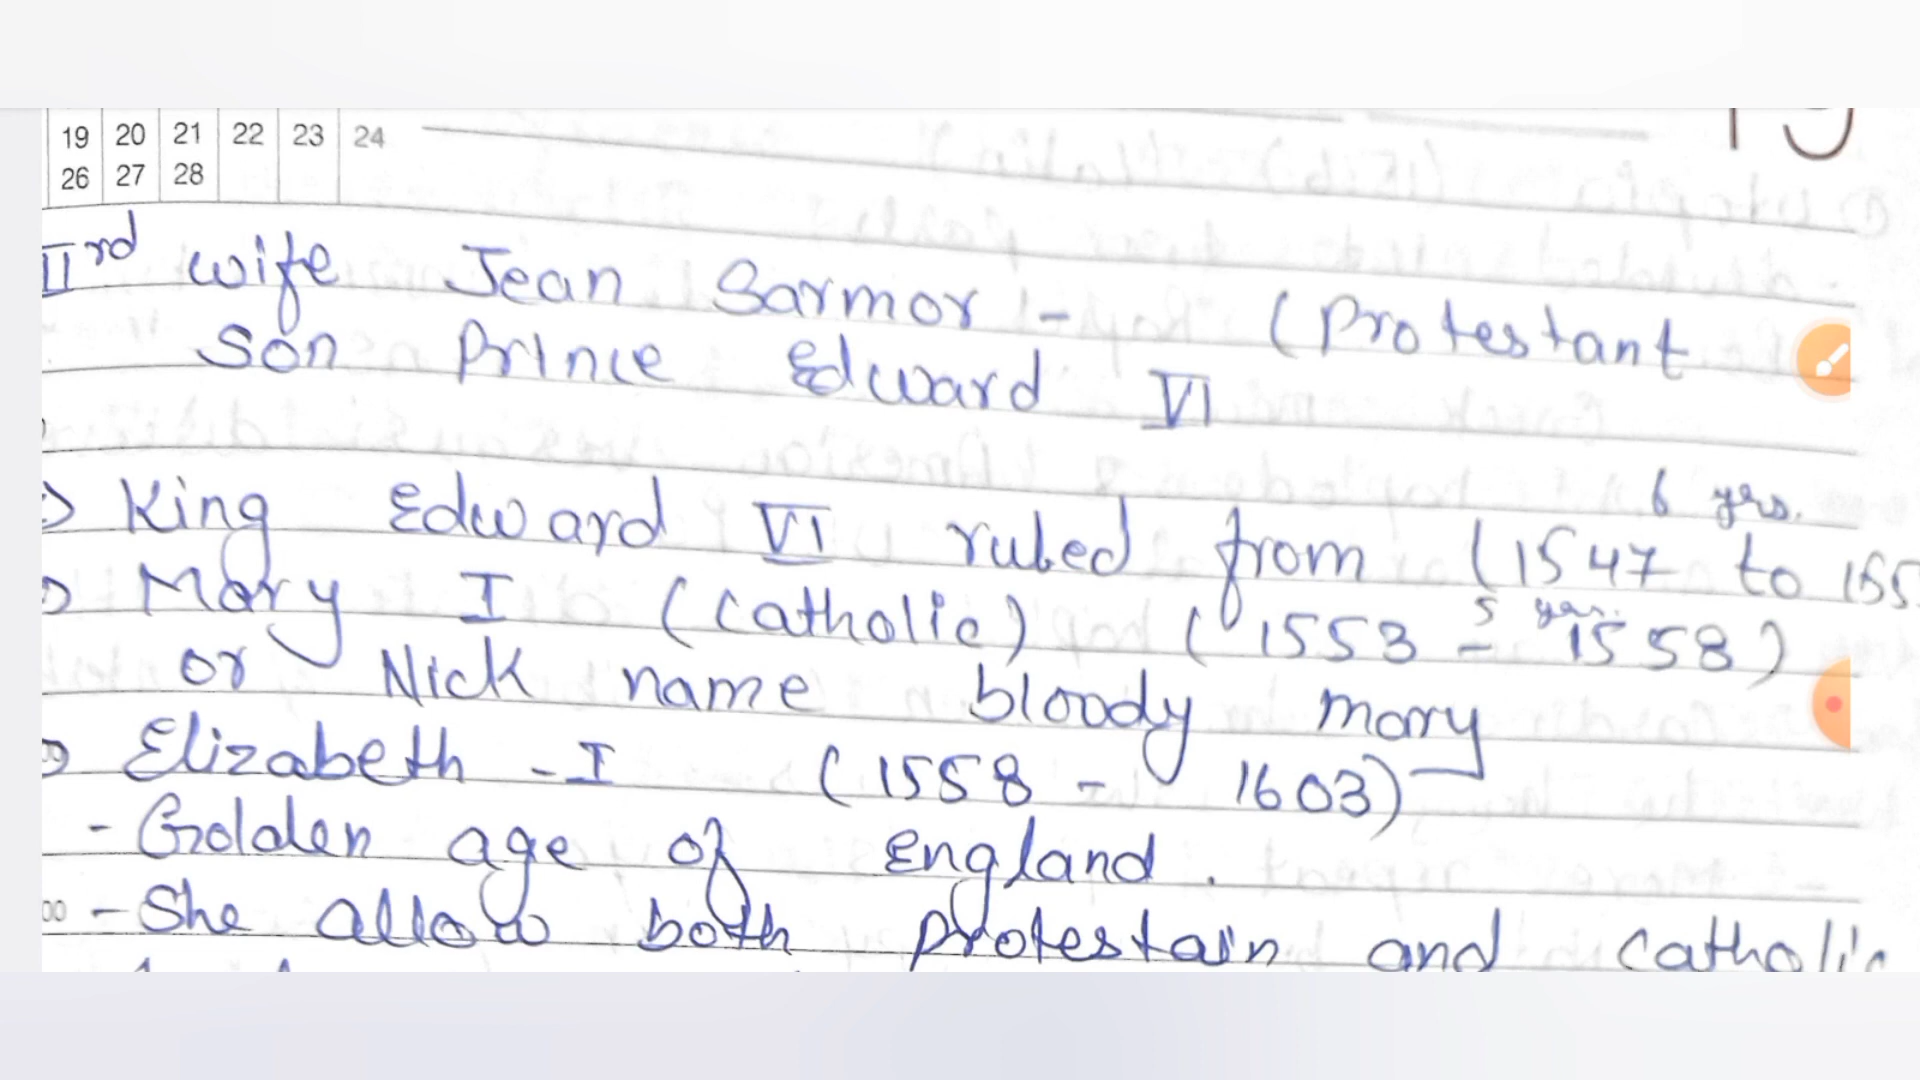 19 20 21 22 23 24
26 27 28
IIrd wife Jean Sarmor - (Protestant
Son Prince Edward VI
6 yrs.
King Edward VI ruled from (1547 to 155
5 yrs.
Mary I (Catholic) (1553 - 1558)
or Nick name bloody mary
Elizabeth - I (1558 - 1603)
- Golden age of England.
- She allow both protestain and catholic